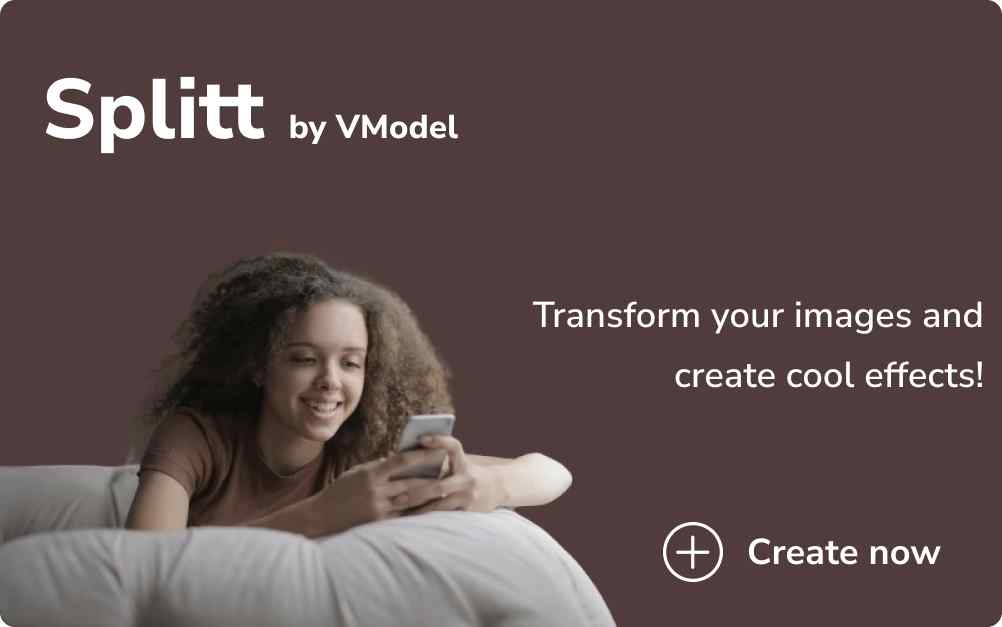 Splitt by VModel
Transform your images and
create cool effects!
Create now